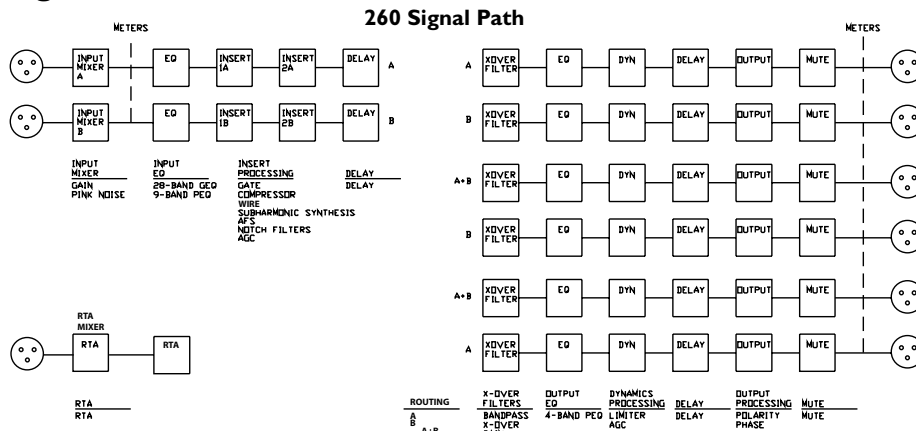 260 Signal Path
METERS
METERS
INPUT MIXER A
EQ
INSERT 1A
INSERT 2A
DELAY
A
INPUT MIXER B
EQ
INSERT 1B
INSERT 2B
DELAY
B
INPUT MIXER
GAIN
PINK NOISE
INPUT EQ
28-BAND GEQ
9-BAND PEQ
INSERT PROCESSING
GATE
COMPRESSOR
WIRE
SUBHARMONIC SYNTHESIS
AFS
NOTCH FILTERS
AGC
DELAY
DELAY
RTA MIXER
RTA
RTA
RTA
RTA
A
XOVER FILTER
EQ
DYN
DELAY
OUTPUT
MUTE
B
XOVER FILTER
EQ
DYN
DELAY
OUTPUT
MUTE
A+B
XOVER FILTER
EQ
DYN
DELAY
OUTPUT
MUTE
B
XOVER FILTER
EQ
DYN
DELAY
OUTPUT
MUTE
A+B
XOVER FILTER
EQ
DYN
DELAY
OUTPUT
MUTE
A
XOVER FILTER
EQ
DYN
DELAY
OUTPUT
MUTE
ROUTING
A
B
A+B
X-OVER FILTERS
BANDPASS
X-OVER
OUTPUT EQ
4-BAND PEQ
DYNAMICS PROCESSING
LIMITER
AGC
DELAY
DELAY
OUTPUT PROCESSING
POLARITY
PHASE
MUTE
MUTE